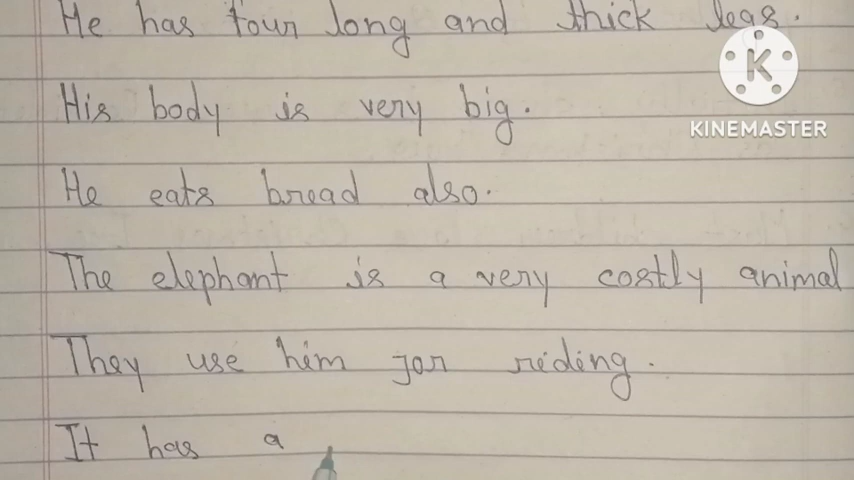 He has four long and thick legs.
K
KINEMASTER
His body is very big.
He eats bread also.
The elephant is a very costly animal
They use him for riding.
It has a